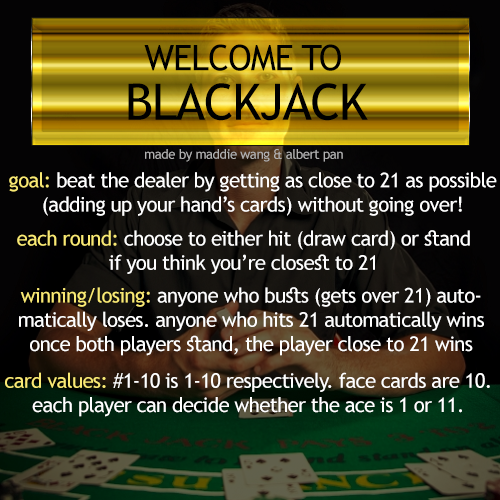 WELCOME TO
BLACKJACK
made by maddie wang & albert pan
goal: beat the dealer by getting as close to 21 as possible
(adding up your hand's cards) without going over!
each round: choose to either hit (draw card) or stand
if you think you're closest to 21
winning/losing: anyone who busts (gets over 21) auto-
matically loses. anyone who hits 21 automatically wins
once both players stand, the player close to 21 wins
card values: #1-10 is 1-10 respectively. face cards are 10.
each player can decide whether the ace is 1 or 11.